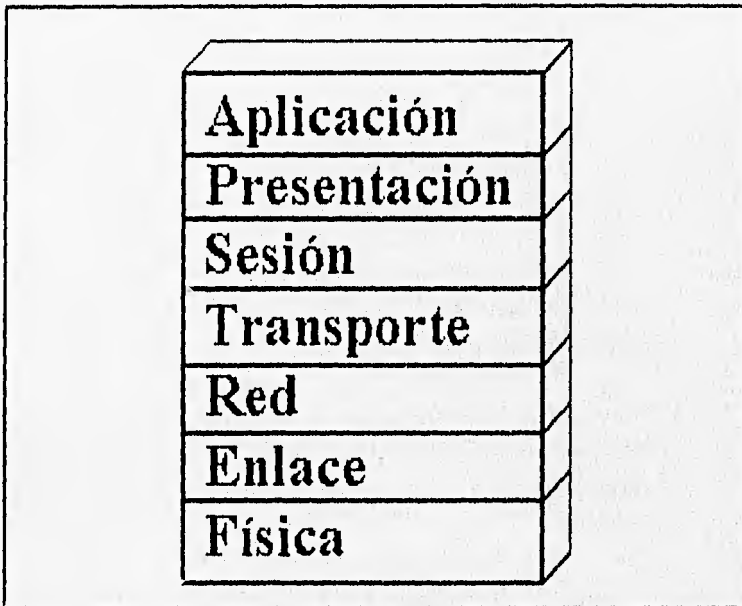 Aplicación
Presentación
Sesión
Transporte
Red
Enlace
Física